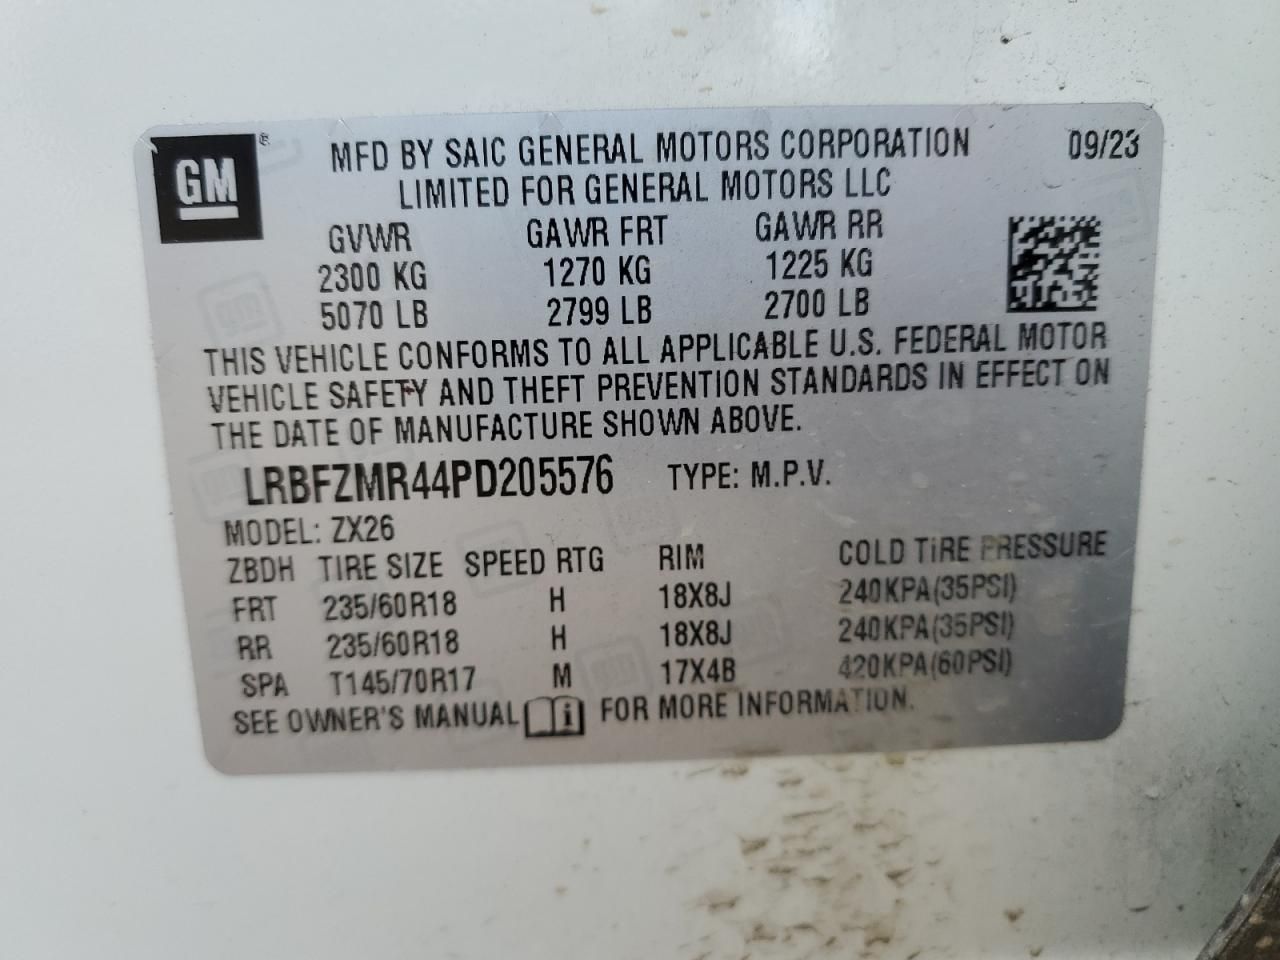 GM ®
MFD BY SAIC GENERAL MOTORS CORPORATION 09/23
LIMITED FOR GENERAL MOTORS LLC
GVWR GAWR FRT GAWR RR
2300 KG 1270 KG 1225 KG
5070 LB 2799 LB 2700 LB
THIS VEHICLE CONFORMS TO ALL APPLICABLE U.S. FEDERAL MOTOR
VEHICLE SAFETY AND THEFT PREVENTION STANDARDS IN EFFECT ON
THE DATE OF MANUFACTURE SHOWN ABOVE.
LRBFZMR44PD205576 TYPE: M.P.V.
MODEL: ZX26
ZBDH TIRE SIZE SPEED RTG RIM COLD TIRE PRESSURE
FRT 235/60R18 H 18X8J 240KPA(35PSI)
RR 235/60R18 H 18X8J 240KPA(35PSI)
SPA T145/70R17 M 17X4B 420KPA(60PSI)
SEE OWNER'S MANUAL i FOR MORE INFORMATION.